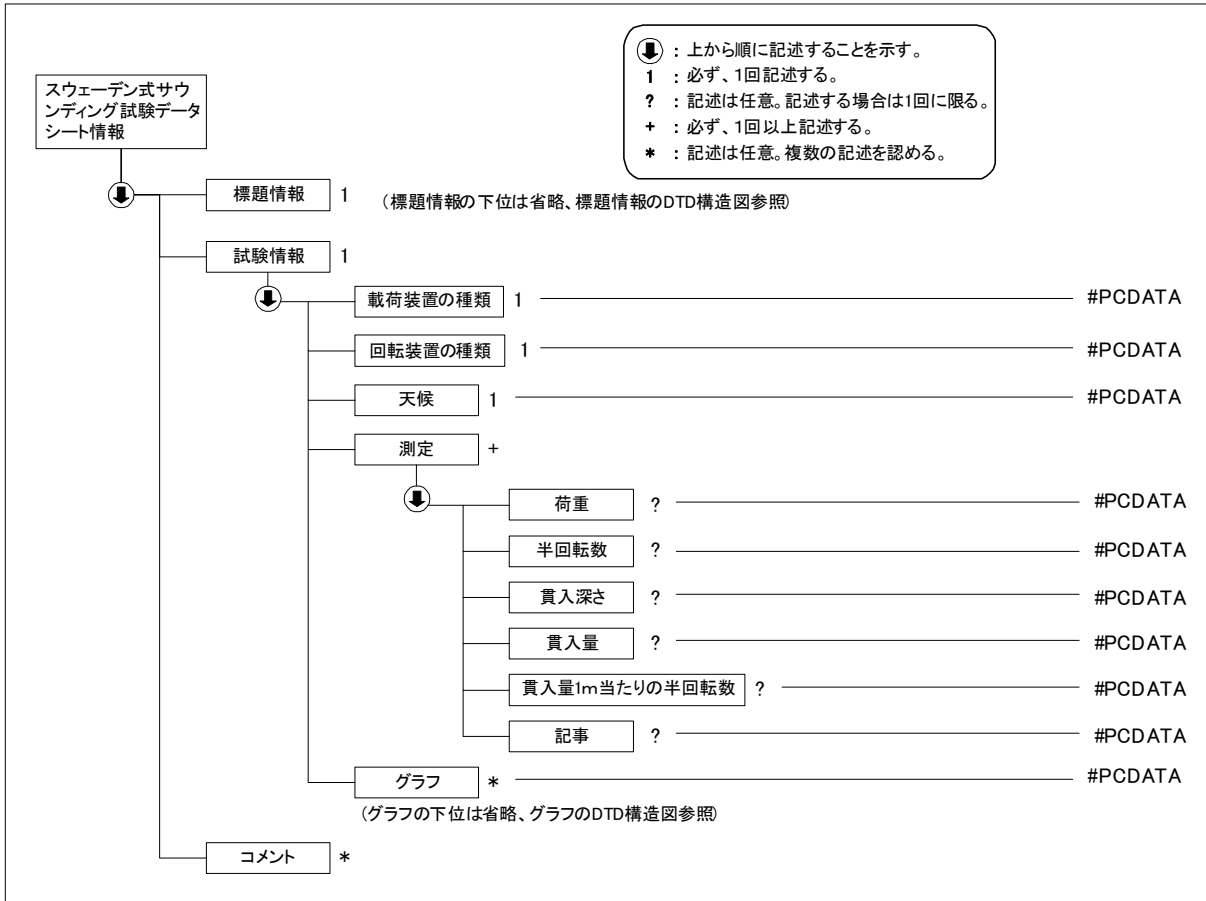 ↓ : 上から順に記述することを示す。
1 : 必ず、1回記述する。
? : 記述は任意。記述する場合は1回に限る。
+ : 必ず、1回以上記述する。
* : 記述は任意。複数の記述を認める。
スウェーデン式サウ
ンディング試験データ
シート情報
標題情報 1 (標題情報の下位は省略、標題情報のDTD構造図参照)
試験情報 1
載荷装置の種類 1 #PCDATA
回転装置の種類 1 #PCDATA
天候 1 #PCDATA
測定 +
荷重 ? #PCDATA
半回転数 ? #PCDATA
貫入深さ ? #PCDATA
貫入量 ? #PCDATA
貫入量1m当たりの半回転数 ? #PCDATA
記事 ? #PCDATA
グラフ * #PCDATA
(グラフの下位は省略、グラフのDTD構造図参照)
コメント *